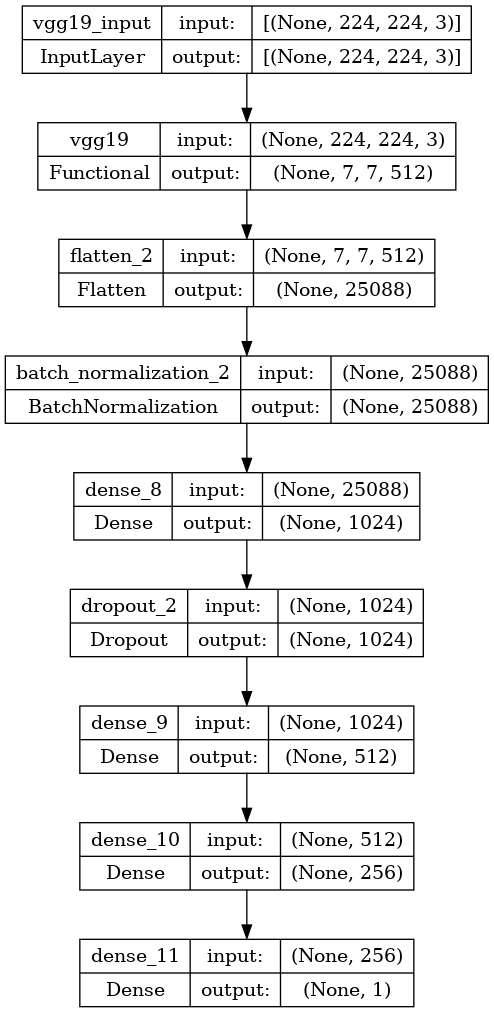 vgg19_input input: [(None, 224, 224, 3)]
InputLayer output: [(None, 224, 224, 3)]
vgg19 input: (None, 224, 224, 3)
Functional output: (None, 7, 7, 512)
flatten_2 input: (None, 7, 7, 512)
Flatten output: (None, 25088)
batch_normalization_2 input: (None, 25088)
BatchNormalization output: (None, 25088)
dense_8 input: (None, 25088)
Dense output: (None, 1024)
dropout_2 input: (None, 1024)
Dropout output: (None, 1024)
dense_9 input: (None, 1024)
Dense output: (None, 512)
dense_10 input: (None, 512)
Dense output: (None, 256)
dense_11 input: (None, 256)
Dense output: (None, 1)